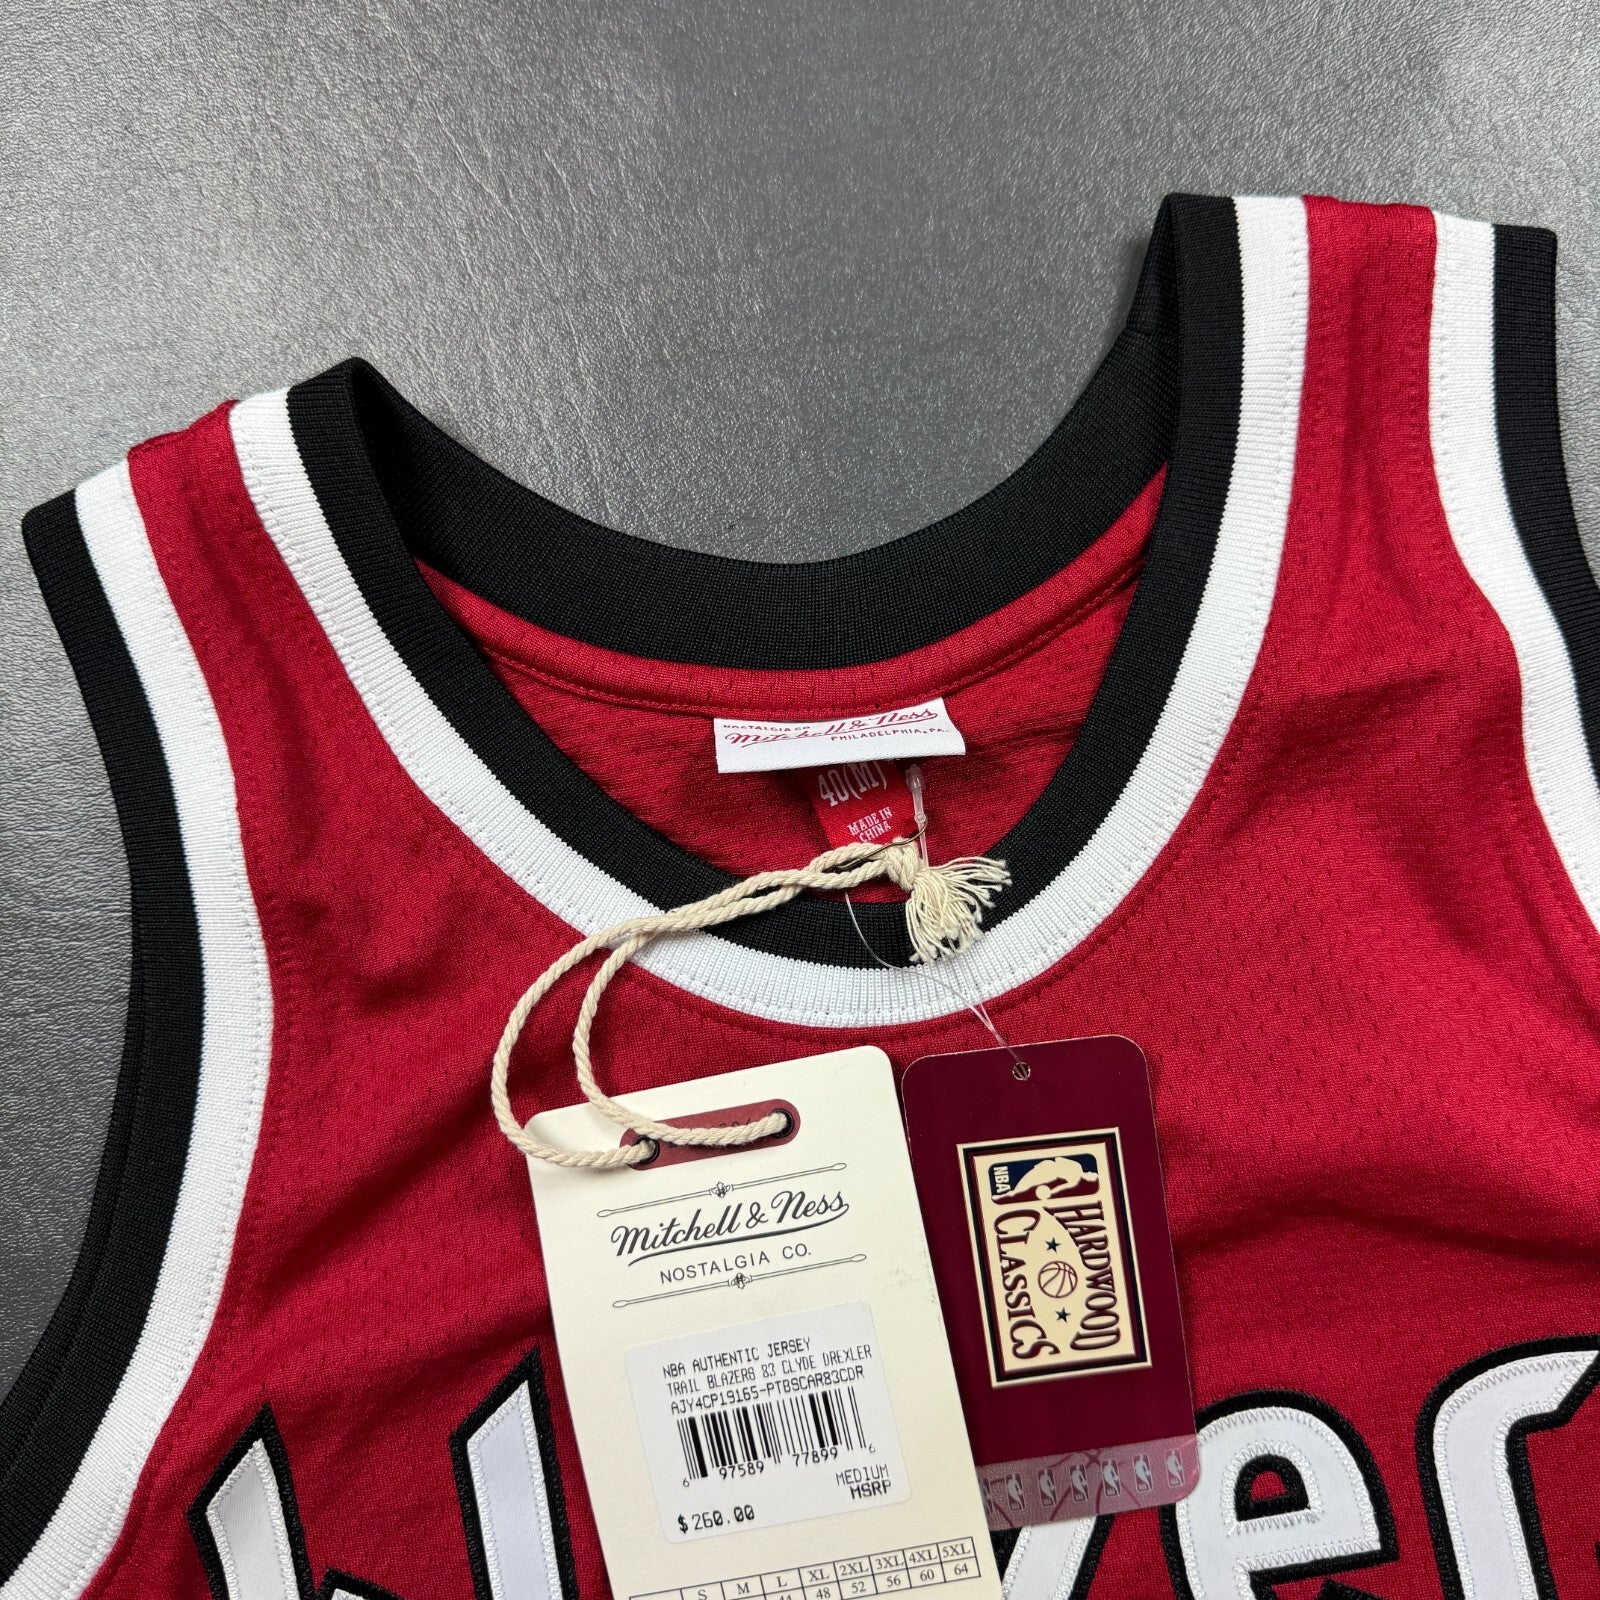 NOSTALGIA CO.
Mitchell & Ness
PHILADELPHIA, PA.
40(M)
MADE IN
CHINA
Mitchell & Ness
NOSTALGIA CO.
NBA AUTHENTIC JERSEY
TRAIL BLAZERS 83 CLYDE DREXLER
AJY4CP19165-PTBSCAR83CDR
6 97589 77899 6
MEDIUM
MSRP
$260.00
S M L XL 2XL 3XL 4XL 5XL
44 48 52 56 60 64
NBA
HARDWOOD
CLASSICS